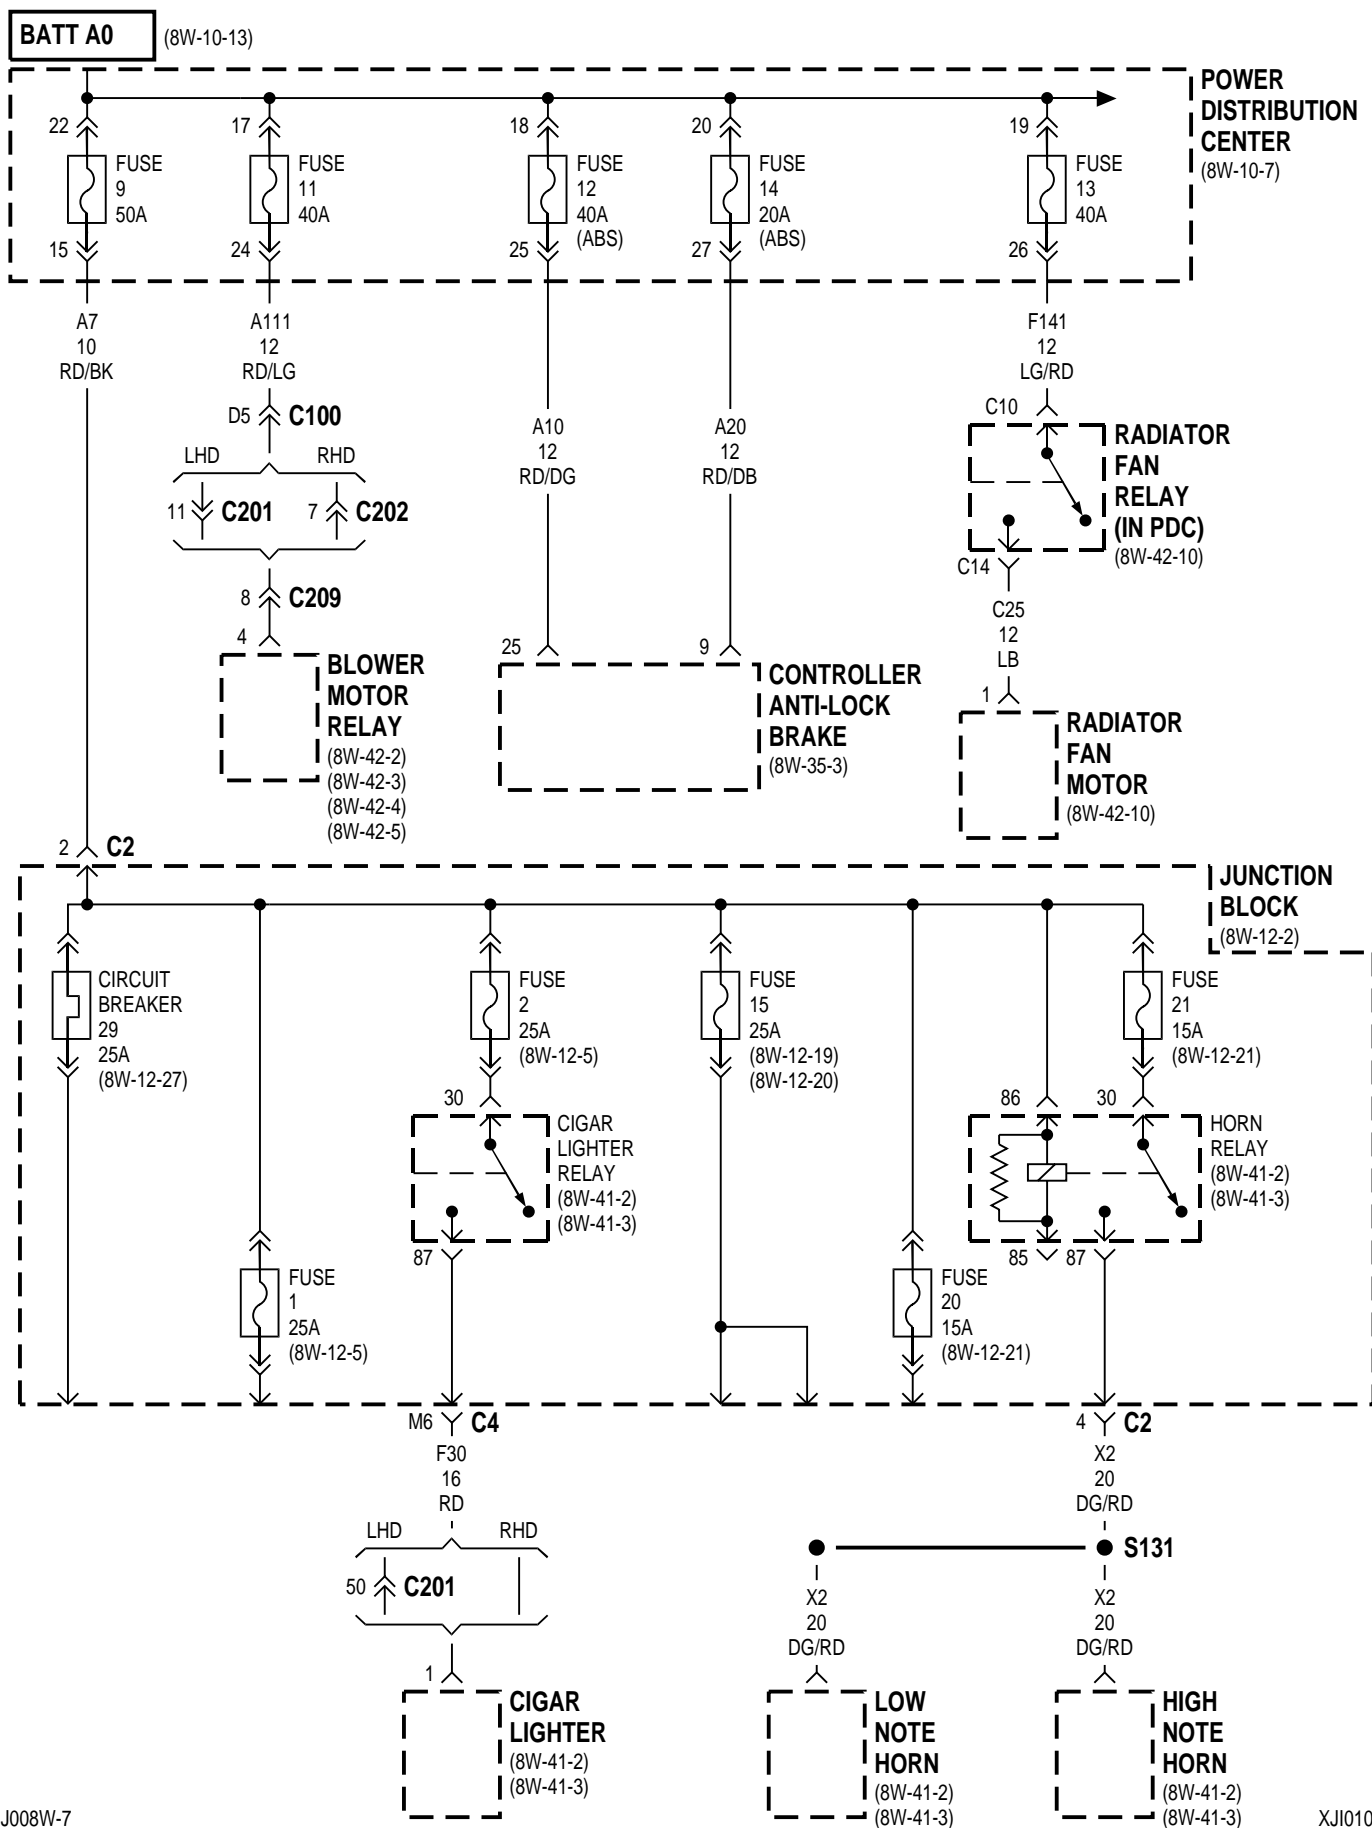 BATT A0 (8W-10-13)
POWER
DISTRIBUTION
CENTER
(8W-10-7)
22
FUSE
9
50A
15
17
FUSE
11
40A
24
18
FUSE
12
40A
(ABS)
25
20
FUSE
14
20A
(ABS)
27
19
FUSE
13
40A
26
A7
10
RD/BK
A111
12
RD/LG
D5 C100
LHD RHD
11 C201 7 C202
8 C209
4
BLOWER
MOTOR
RELAY
(8W-42-2)
(8W-42-3)
(8W-42-4)
(8W-42-5)
A10
12
RD/DG
A20
12
RD/DB
25 9
CONTROLLER
ANTI-LOCK
BRAKE
(8W-35-3)
F141
12
LG/RD
C10
RADIATOR
FAN
RELAY
(IN PDC)
(8W-42-10)
C14
C25
12
LB
1
RADIATOR
FAN
MOTOR
(8W-42-10)
2 C2
JUNCTION
BLOCK
(8W-12-2)
CIRCUIT
BREAKER
29
25A
(8W-12-27)
FUSE
2
25A
(8W-12-5)
FUSE
15
25A
(8W-12-19)
(8W-12-20)
FUSE
21
15A
(8W-12-21)
30
CIGAR
LIGHTER
RELAY
(8W-41-2)
(8W-41-3)
87
86 30
HORN
RELAY
(8W-41-2)
(8W-41-3)
85 87
FUSE
1
25A
(8W-12-5)
FUSE
20
15A
(8W-12-21)
M6 C4
F30
16
RD
LHD RHD
50 C201
1
CIGAR
LIGHTER
(8W-41-2)
(8W-41-3)
4 C2
X2
20
DG/RD
S131
X2
20
DG/RD
X2
20
DG/RD
LOW
NOTE
HORN
(8W-41-2)
(8W-41-3)
HIGH
NOTE
HORN
(8W-41-2)
(8W-41-3)
J008W-7 XJI010